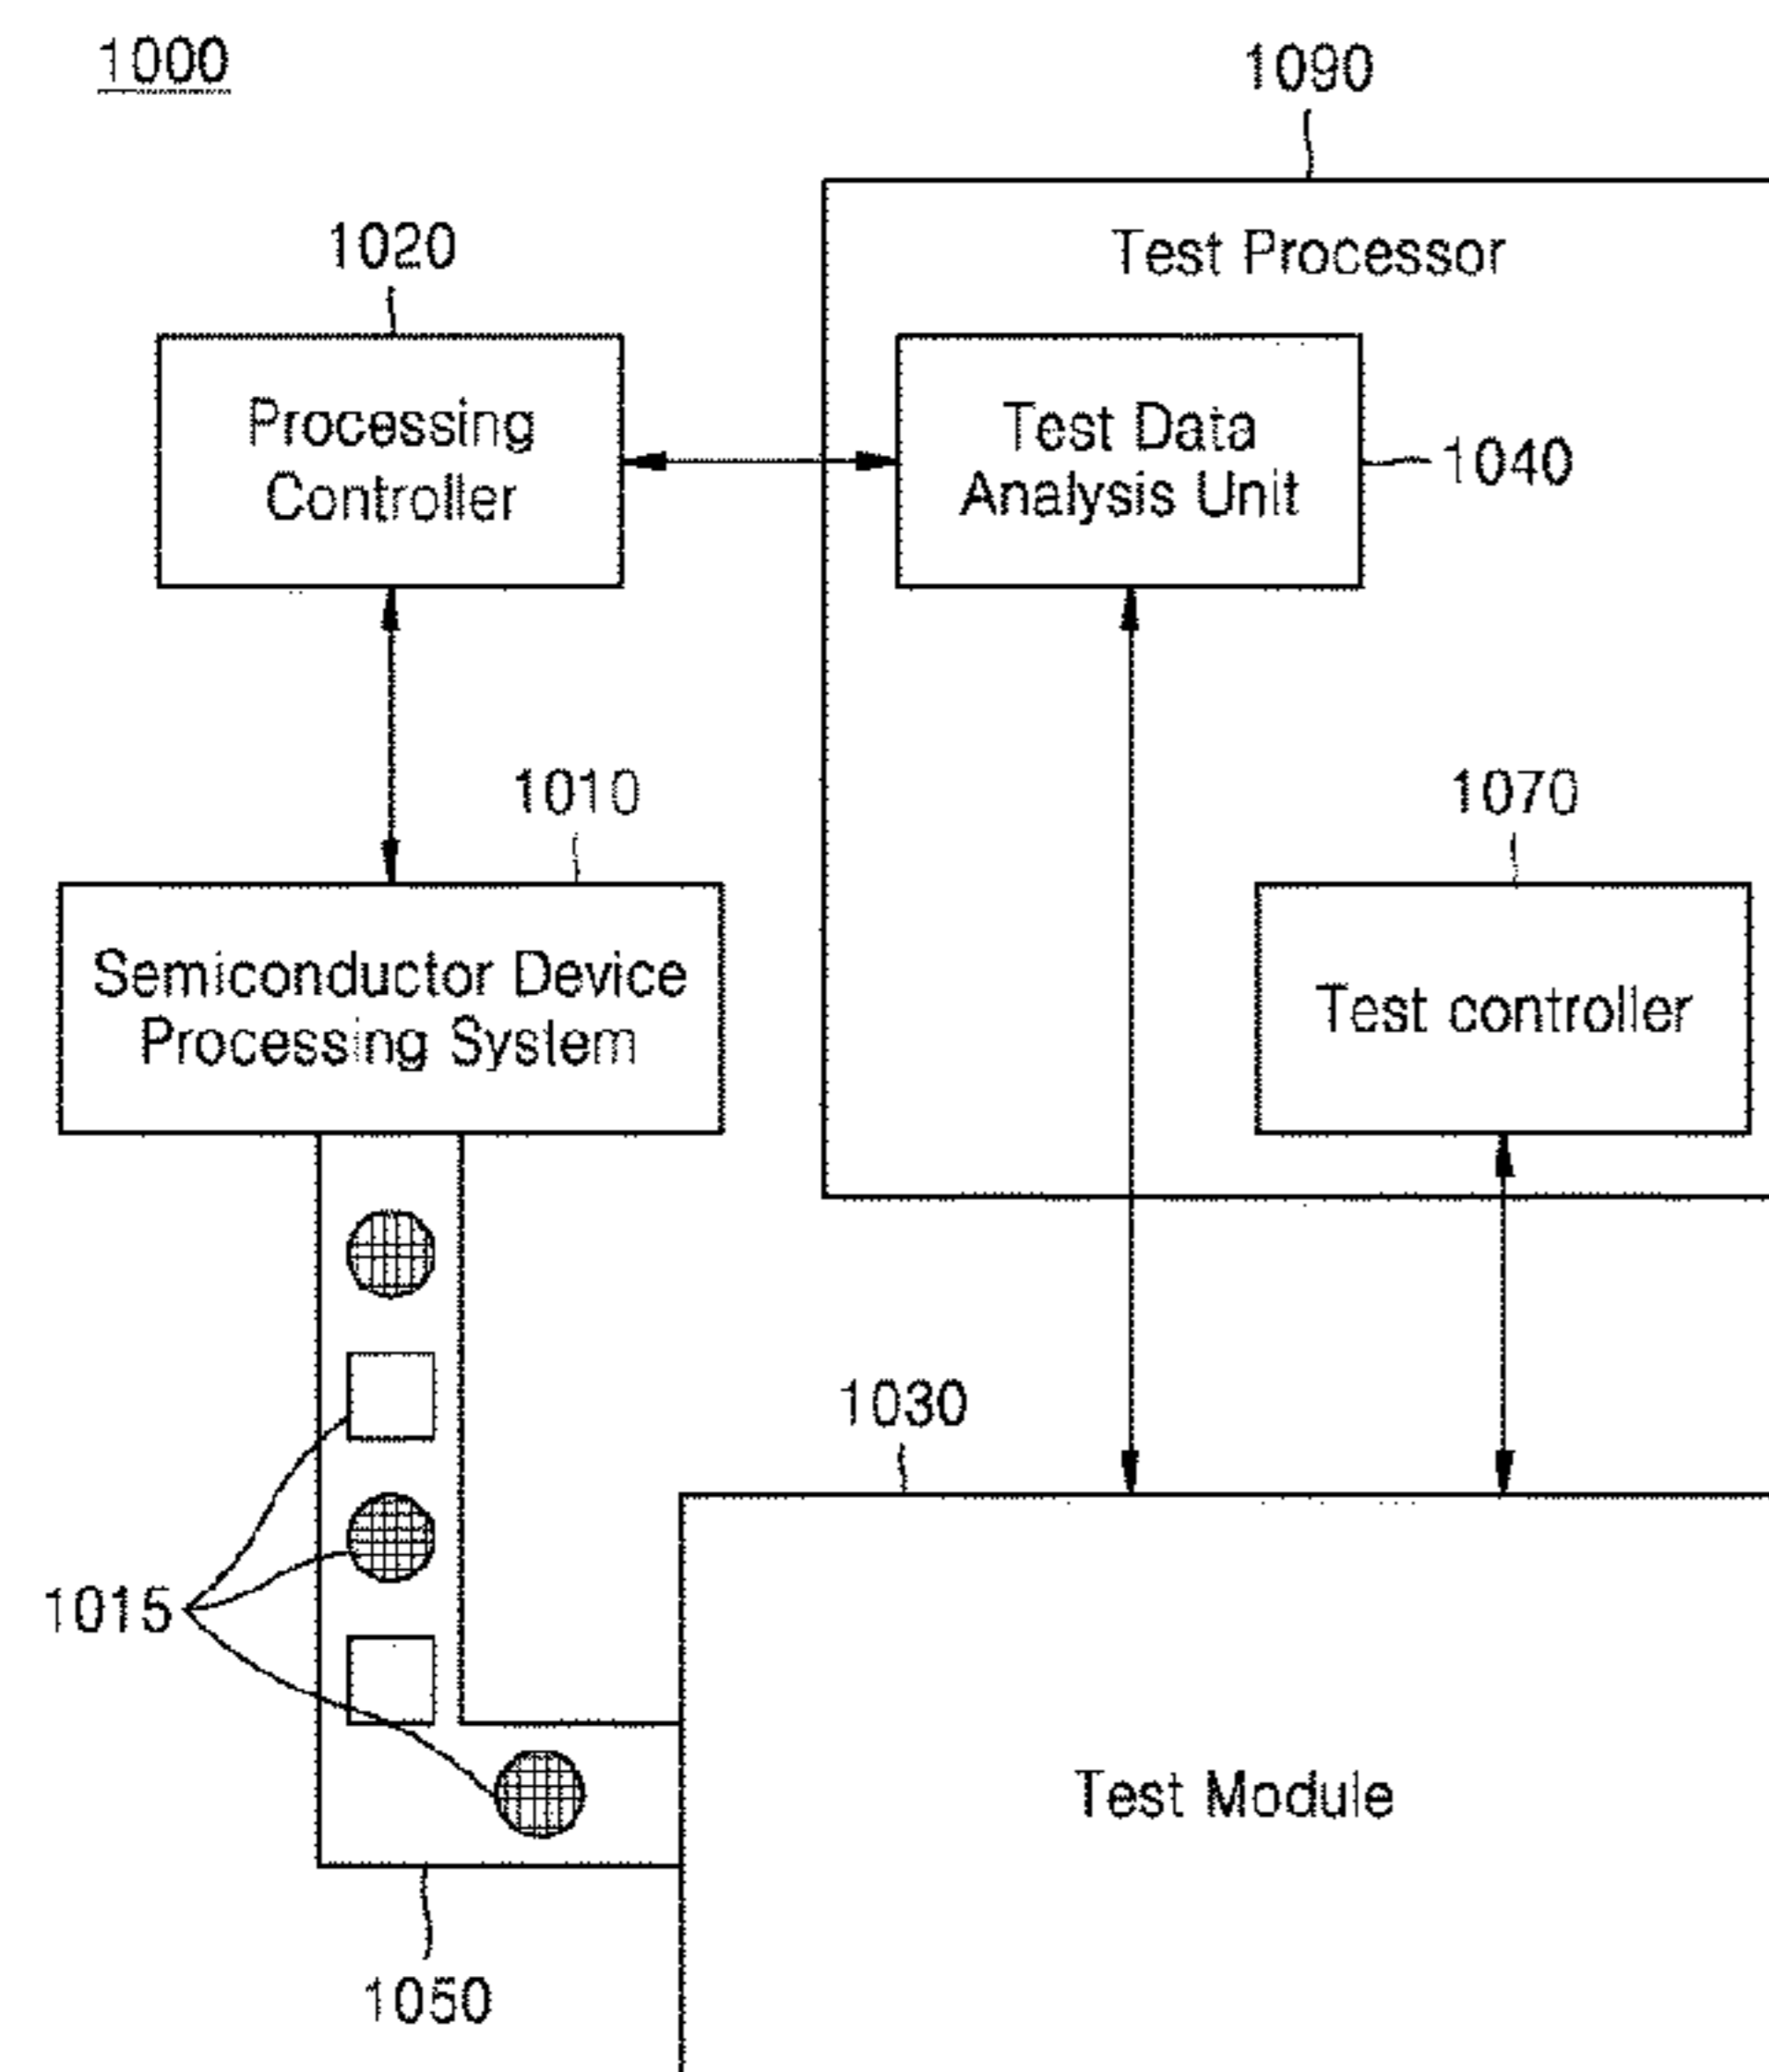 1000
1090
Test Processor
1020
Processing
Controller
Test Data
Analysis Unit
1040
1010
1070
Semiconductor Device
Processing System
Test controller
1030
1015
Test Module
1050